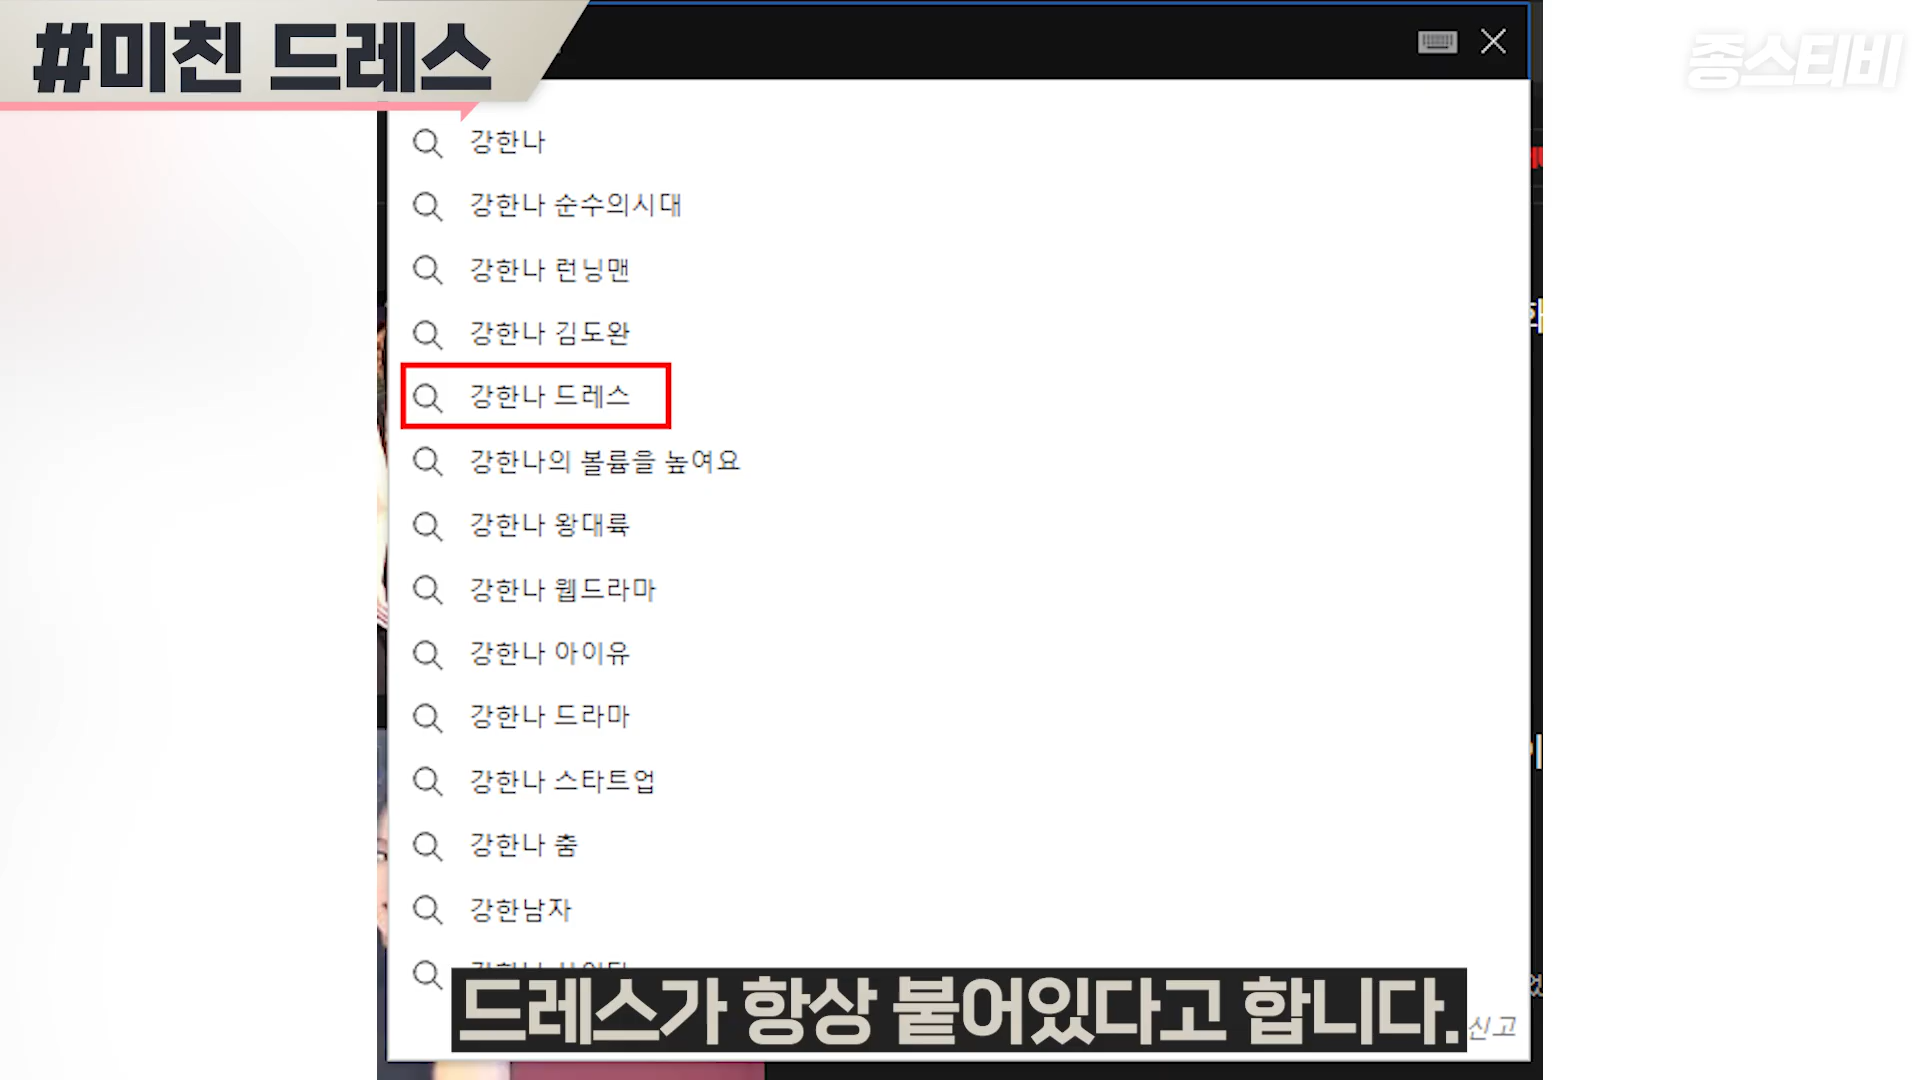 #미친 드레스
종스티비
강한나
강한나 순수의시대
강한나 런닝맨
강한나 김도완
강한나 드레스
강한나의 볼륨을 높여요
강한나 왕대륙
강한나 웹드라마
강한나 아이유
강한나 드라마
강한나 스타트업
강한나 춤
강한남자
드레스가 항상 붙어있다고 합니다.
신고